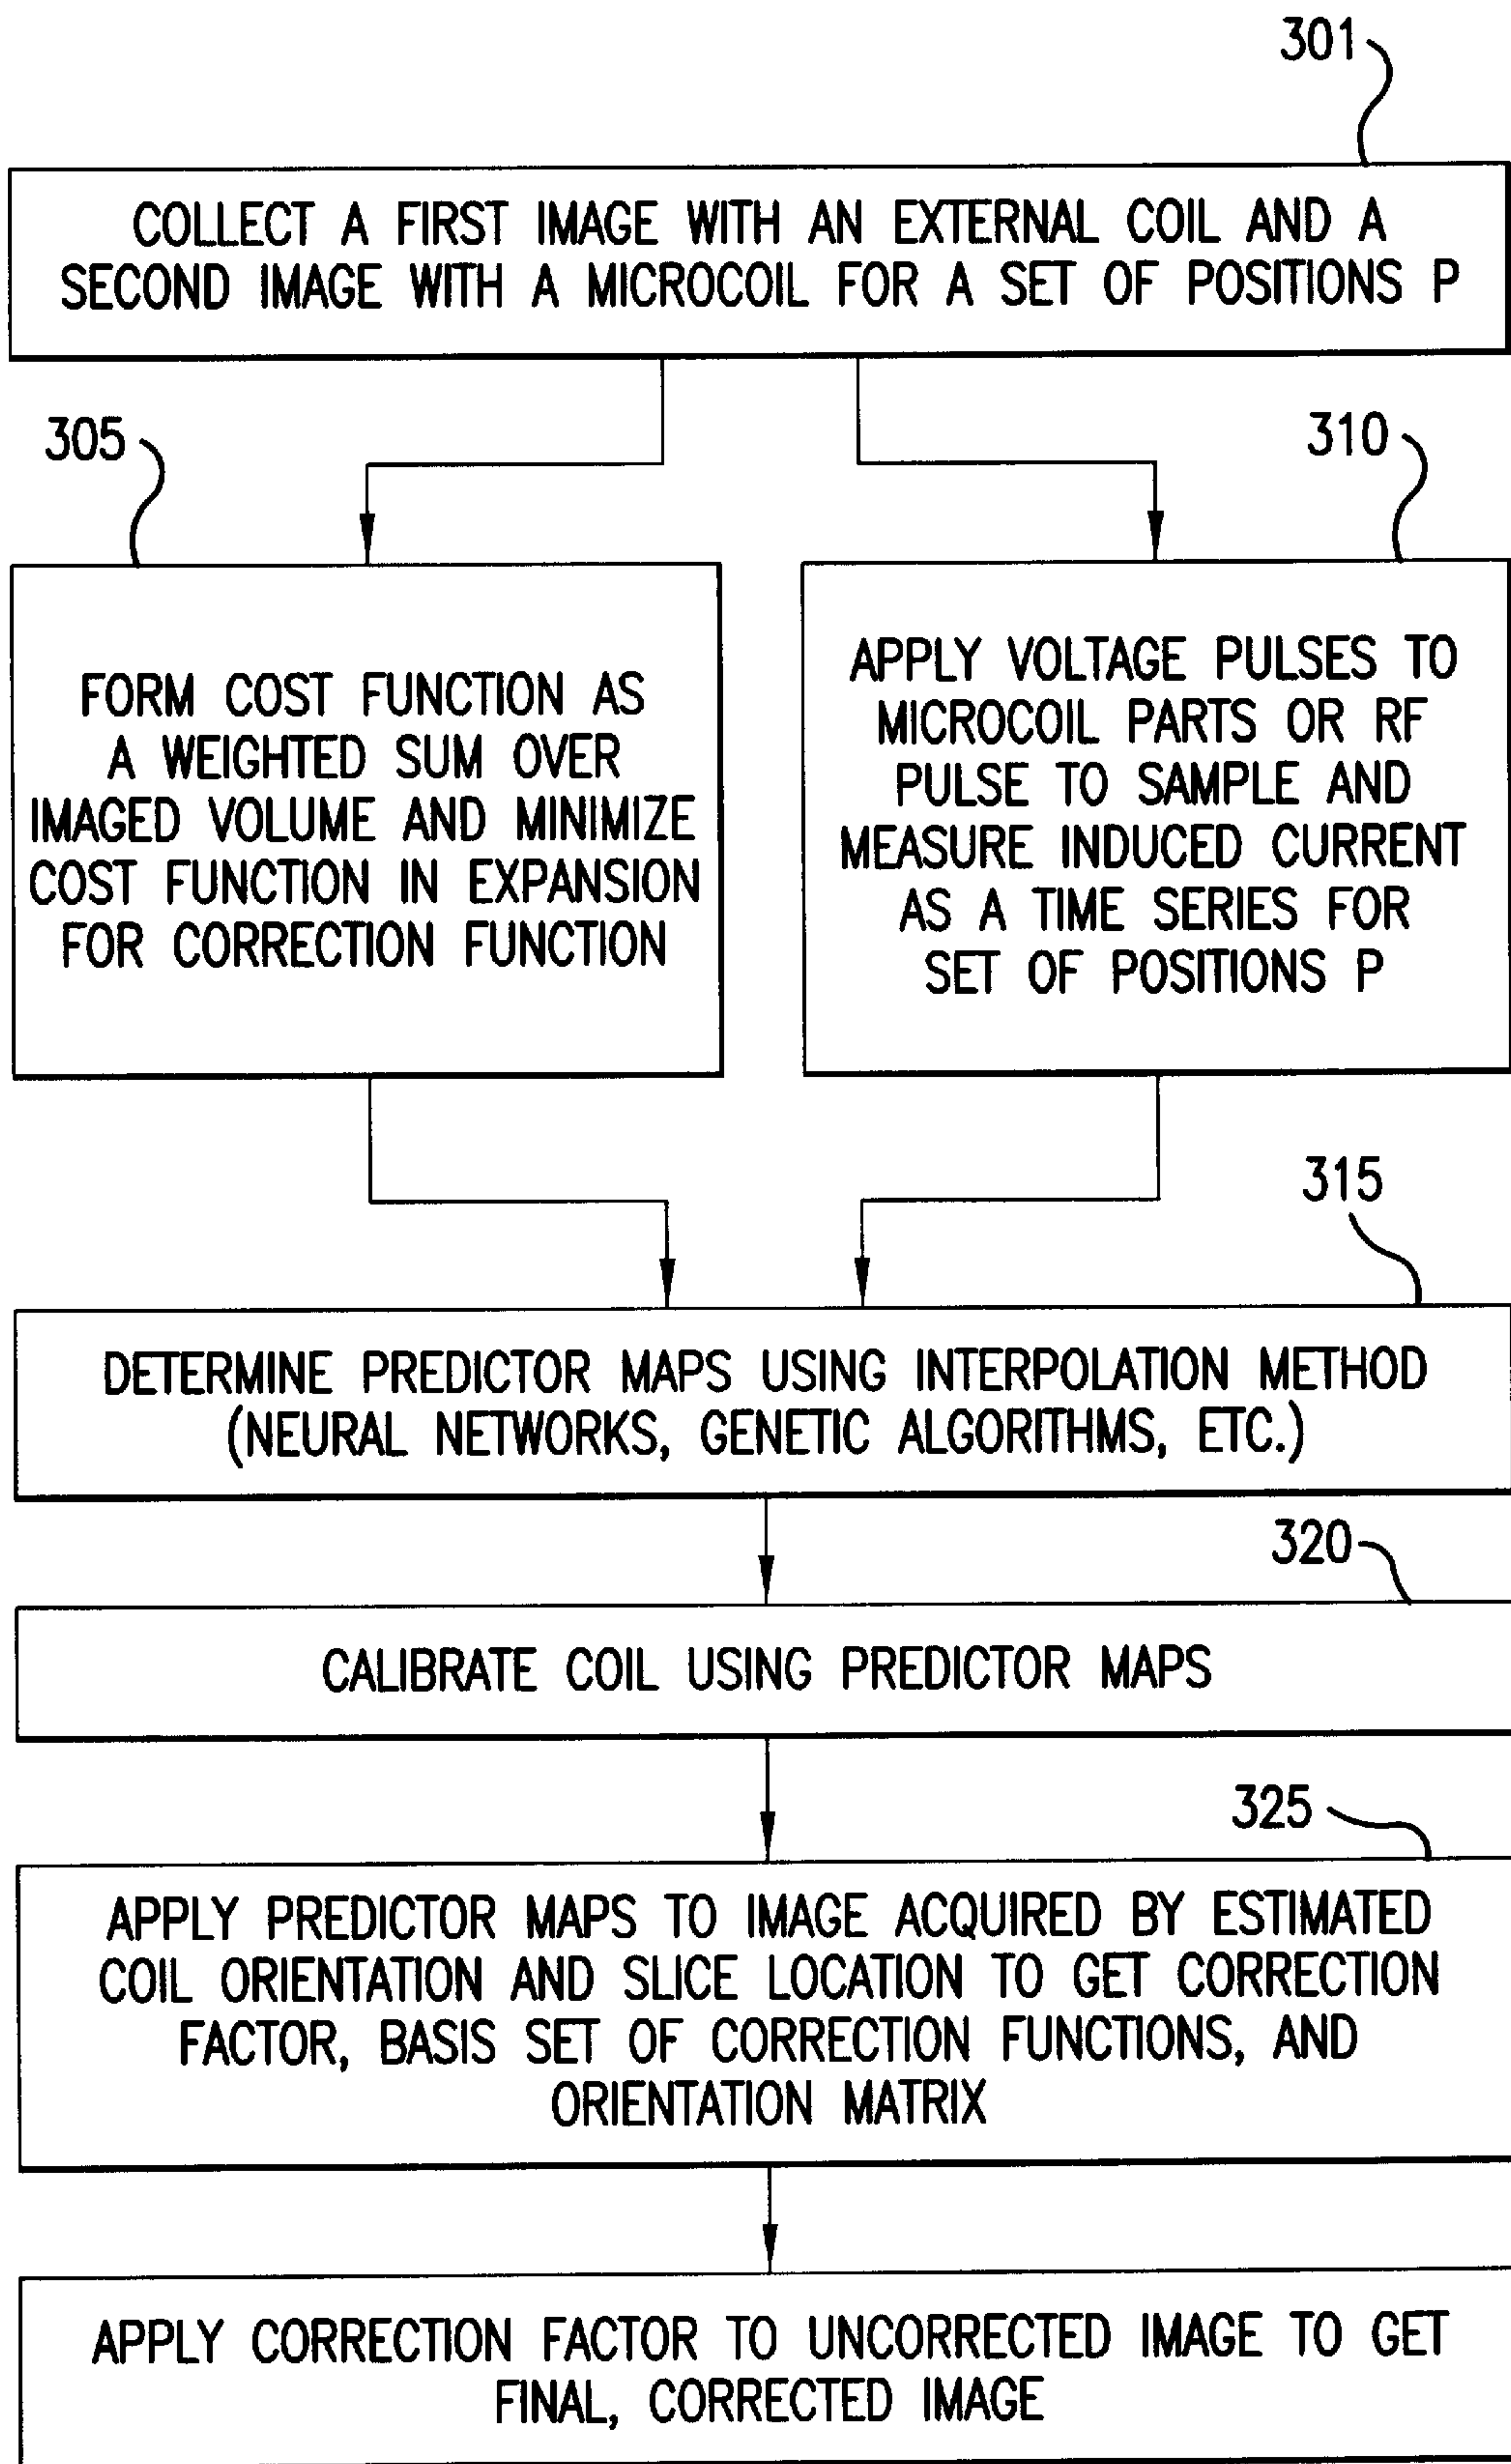 301
COLLECT A FIRST IMAGE WITH AN EXTERNAL COIL AND A
SECOND IMAGE WITH A MICROCOIL FOR A SET OF POSITIONS P
305
FORM COST FUNCTION AS
A WEIGHTED SUM OVER
IMAGED VOLUME AND MINIMIZE
COST FUNCTION IN EXPANSION
FOR CORRECTION FUNCTION
310
APPLY VOLTAGE PULSES TO
MICROCOIL PARTS OR RF
PULSE TO SAMPLE AND
MEASURE INDUCED CURRENT
AS A TIME SERIES FOR
SET OF POSITIONS P
315
DETERMINE PREDICTOR MAPS USING INTERPOLATION METHOD
(NEURAL NETWORKS, GENETIC ALGORITHMS, ETC.)
320
CALIBRATE COIL USING PREDICTOR MAPS
325
APPLY PREDICTOR MAPS TO IMAGE ACQUIRED BY ESTIMATED
COIL ORIENTATION AND SLICE LOCATION TO GET CORRECTION
FACTOR, BASIS SET OF CORRECTION FUNCTIONS, AND
ORIENTATION MATRIX
APPLY CORRECTION FACTOR TO UNCORRECTED IMAGE TO GET
FINAL, CORRECTED IMAGE